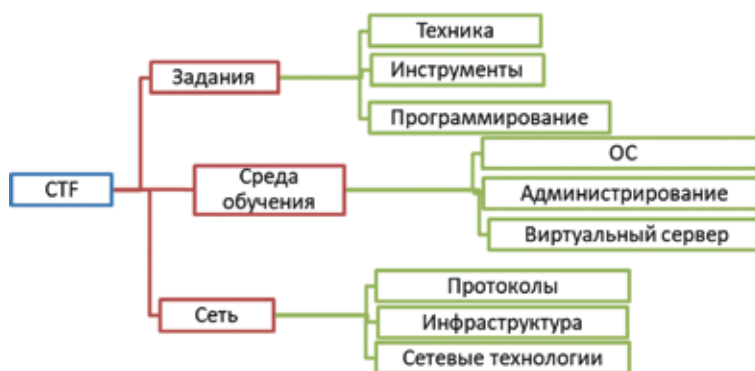 CTF
Задания
Техника
Инструменты
Программирование
Среда
обучения
ОС
Администрирование
Виртуальный сервер
Сеть
Протоколы
Инфраструктура
Сетевые технологии